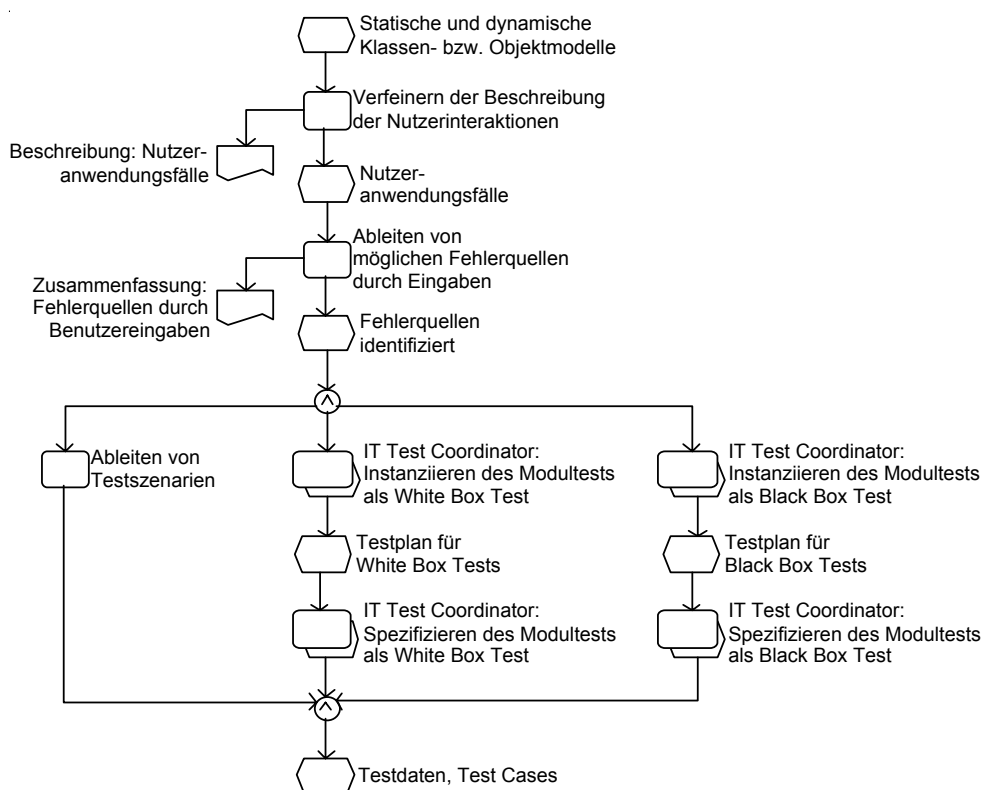 Statische und dynamische
Klassen- bzw. Objektmodelle
Verfeinern der Beschreibung
der Nutzerinteraktionen
Beschreibung: Nutzer-
anwendungsfälle
Nutzer-
anwendungsfälle
Ableiten von
möglichen Fehlerquellen
durch Eingaben
Zusammenfassung:
Fehlerquellen durch
Benutzereingaben
Fehlerquellen
identifiziert
Ableiten von
Testszenarien
IT Test Coordinator:
Instanziieren des Modultests
als White Box Test
IT Test Coordinator:
Instanziieren des Modultests
als Black Box Test
Testplan für
White Box Tests
Testplan für
Black Box Tests
IT Test Coordinator:
Spezifizieren des Modultests
als White Box Test
IT Test Coordinator:
Spezifizieren des Modultests
als Black Box Test
Testdaten, Test Cases